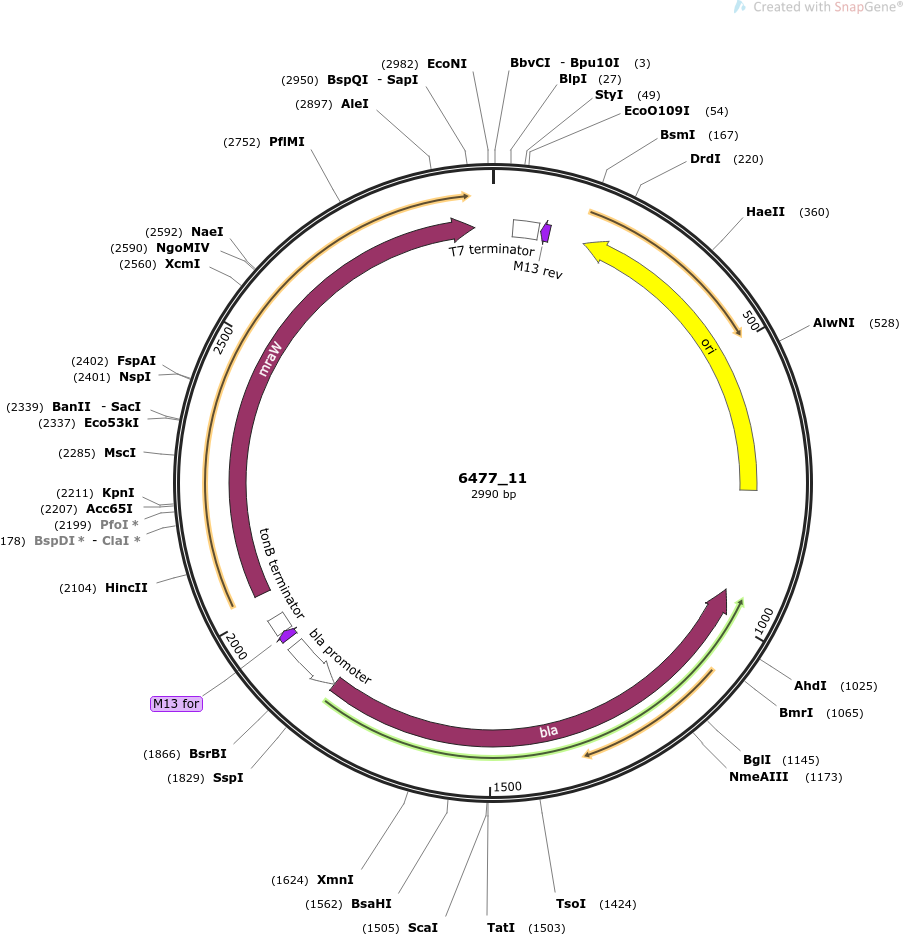 Created with SnapGene®
(2982) EcoNI
BbvCI - Bpu10I (3)
(2950) BspQI - SapI
BlpI (27)
(2897) AleI
StyI (49)
EcoO109I (54)
(2752) PflMI
BsmI (167)
DrdI (220)
HaeII (360)
(2592) NaeI
(2590) NgoMIV
(2560) XcmI
T7 terminator
M13 rev
500
AlwNI (528)
2500
ori
mraW
(2402) FspAI
(2401) NspI
(2339) BanII - SacI
(2337) Eco53kI
(2285) MscI
6477_11
2990 bp
(2211) KpnI
(2207) Acc65I
(2199) PfoI *
178) BspDI * - ClaI *
(2104) HincII
tonB terminator
2000
bla promoter
1000
M13 for
AhdI (1025)
BmrI (1065)
bla
(1866) BsrBI
(1829) SspI
BglI (1145)
NmeAIII (1173)
1500
(1624) XmnI
(1562) BsaHI
TsoI (1424)
(1505) ScaI
TatI (1503)